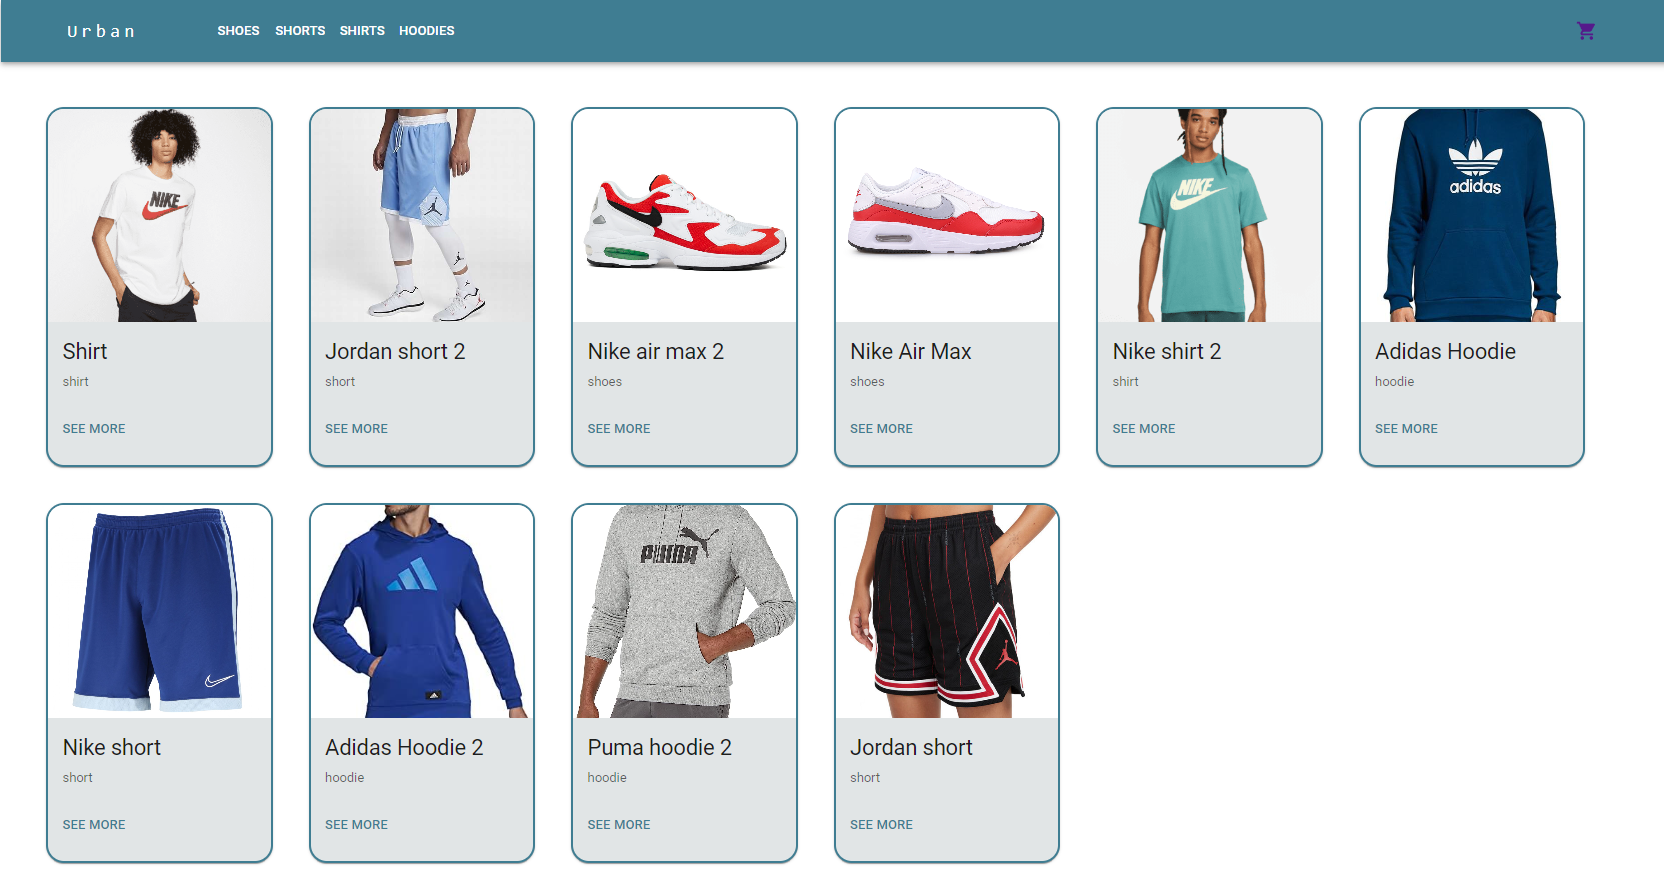 Urban
SHOES SHORTS SHIRTS HOODIES
NIKE
NIKE
adidas
Shirt
shirt
SEE MORE
Jordan short 2
short
SEE MORE
Nike air max 2
shoes
SEE MORE
Nike Air Max
shoes
SEE MORE
Nike shirt 2
shirt
SEE MORE
Adidas Hoodie
hoodie
SEE MORE
PUMA
Nike short
short
SEE MORE
Adidas Hoodie 2
hoodie
SEE MORE
Puma hoodie 2
hoodie
SEE MORE
Jordan short
short
SEE MORE